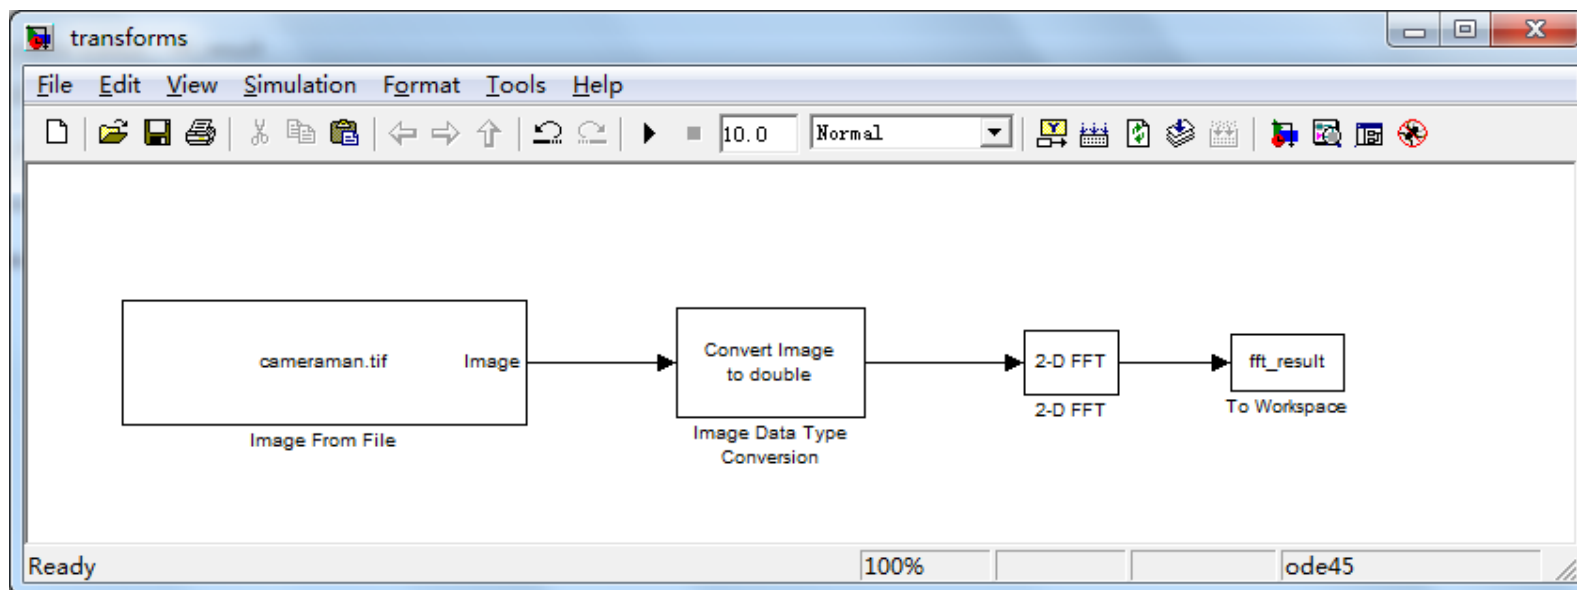 transforms
File Edit View Simulation Format Tools Help
10.0 Normal
cameraman.tif Image
Image From File
Convert Image
to double
Image Data Type
Conversion
2-D FFT
2-D FFT
fft_result
To Workspace
Ready 100% ode45